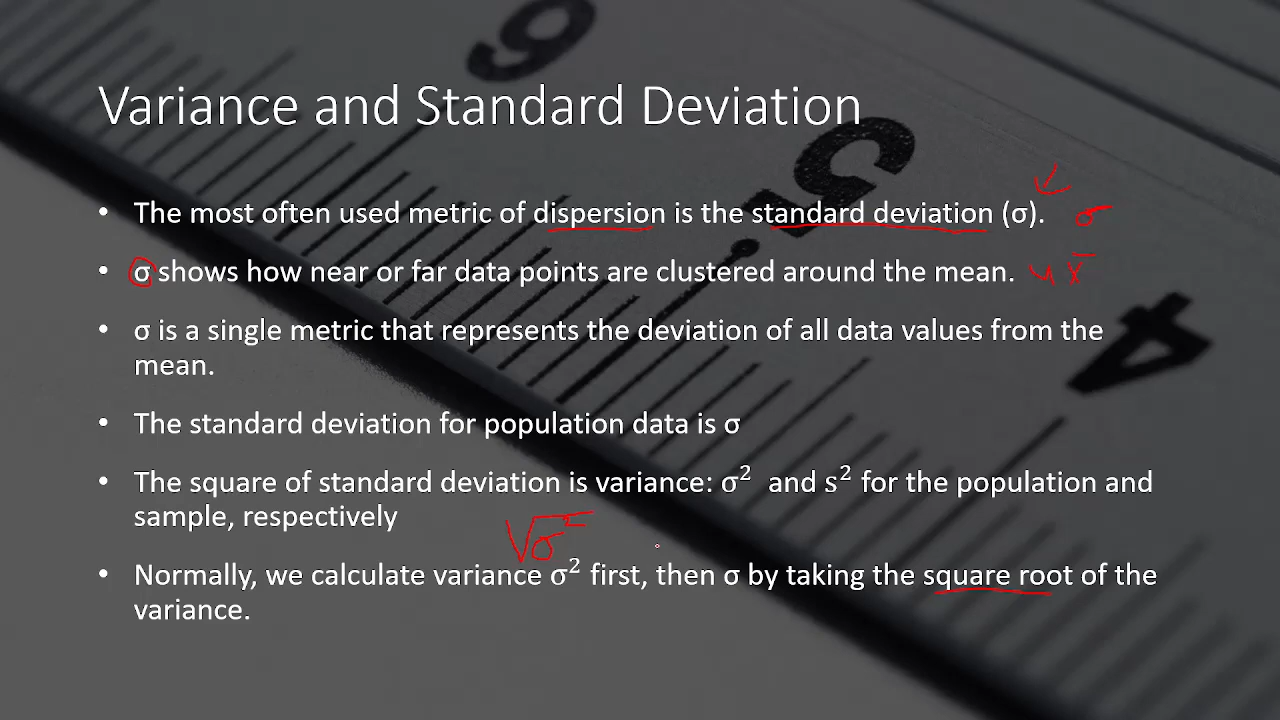 6
Variance and Standard Deviation
5
• The most often used metric of dispersion is the standard deviation (σ). σ
• σ shows how near or far data points are clustered around the mean. μ x̄
4
• σ is a single metric that represents the deviation of all data values from the
mean.
• The standard deviation for population data is σ
• The square of standard deviation is variance: σ² and s² for the population and
sample, respectively
√σ²
• Normally, we calculate variance σ² first, then σ by taking the square root of the
variance.